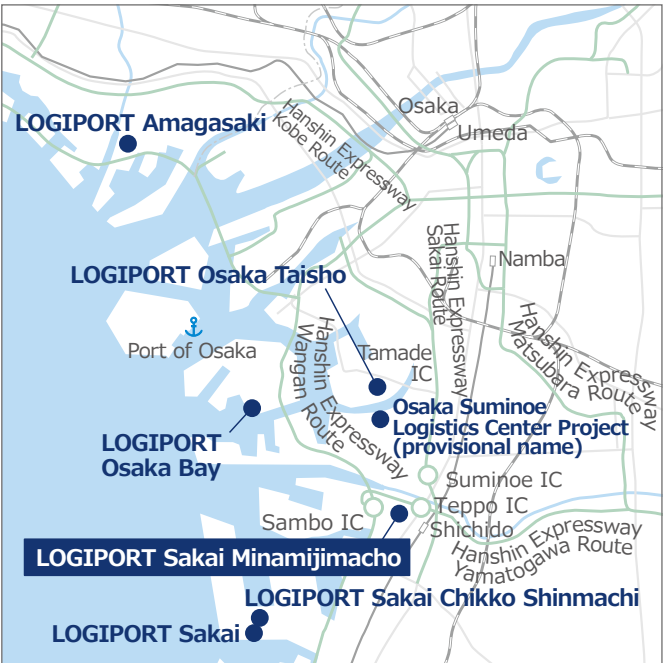 Osaka
Umeda
LOGIPORT Amagasaki
Hanshin Expressway
Kobe Route
Hanshin Expressway
Sakai Route
Namba
LOGIPORT Osaka Taisho
Port of Osaka
Hanshin Expressway
Wangan Route
Tamade
IC
Hanshin Expressway
Matsubara Route
LOGIPORT
Osaka Bay
Osaka Suminoe
Logistics Center Project
(provisional name)
Suminoe IC
Teppo IC
Sambo IC
Shichido
Hanshin Expressway
Yamatogawa Route
LOGIPORT Sakai Minamijimacho
LOGIPORT Sakai Chikko Shinmachi
LOGIPORT Sakai